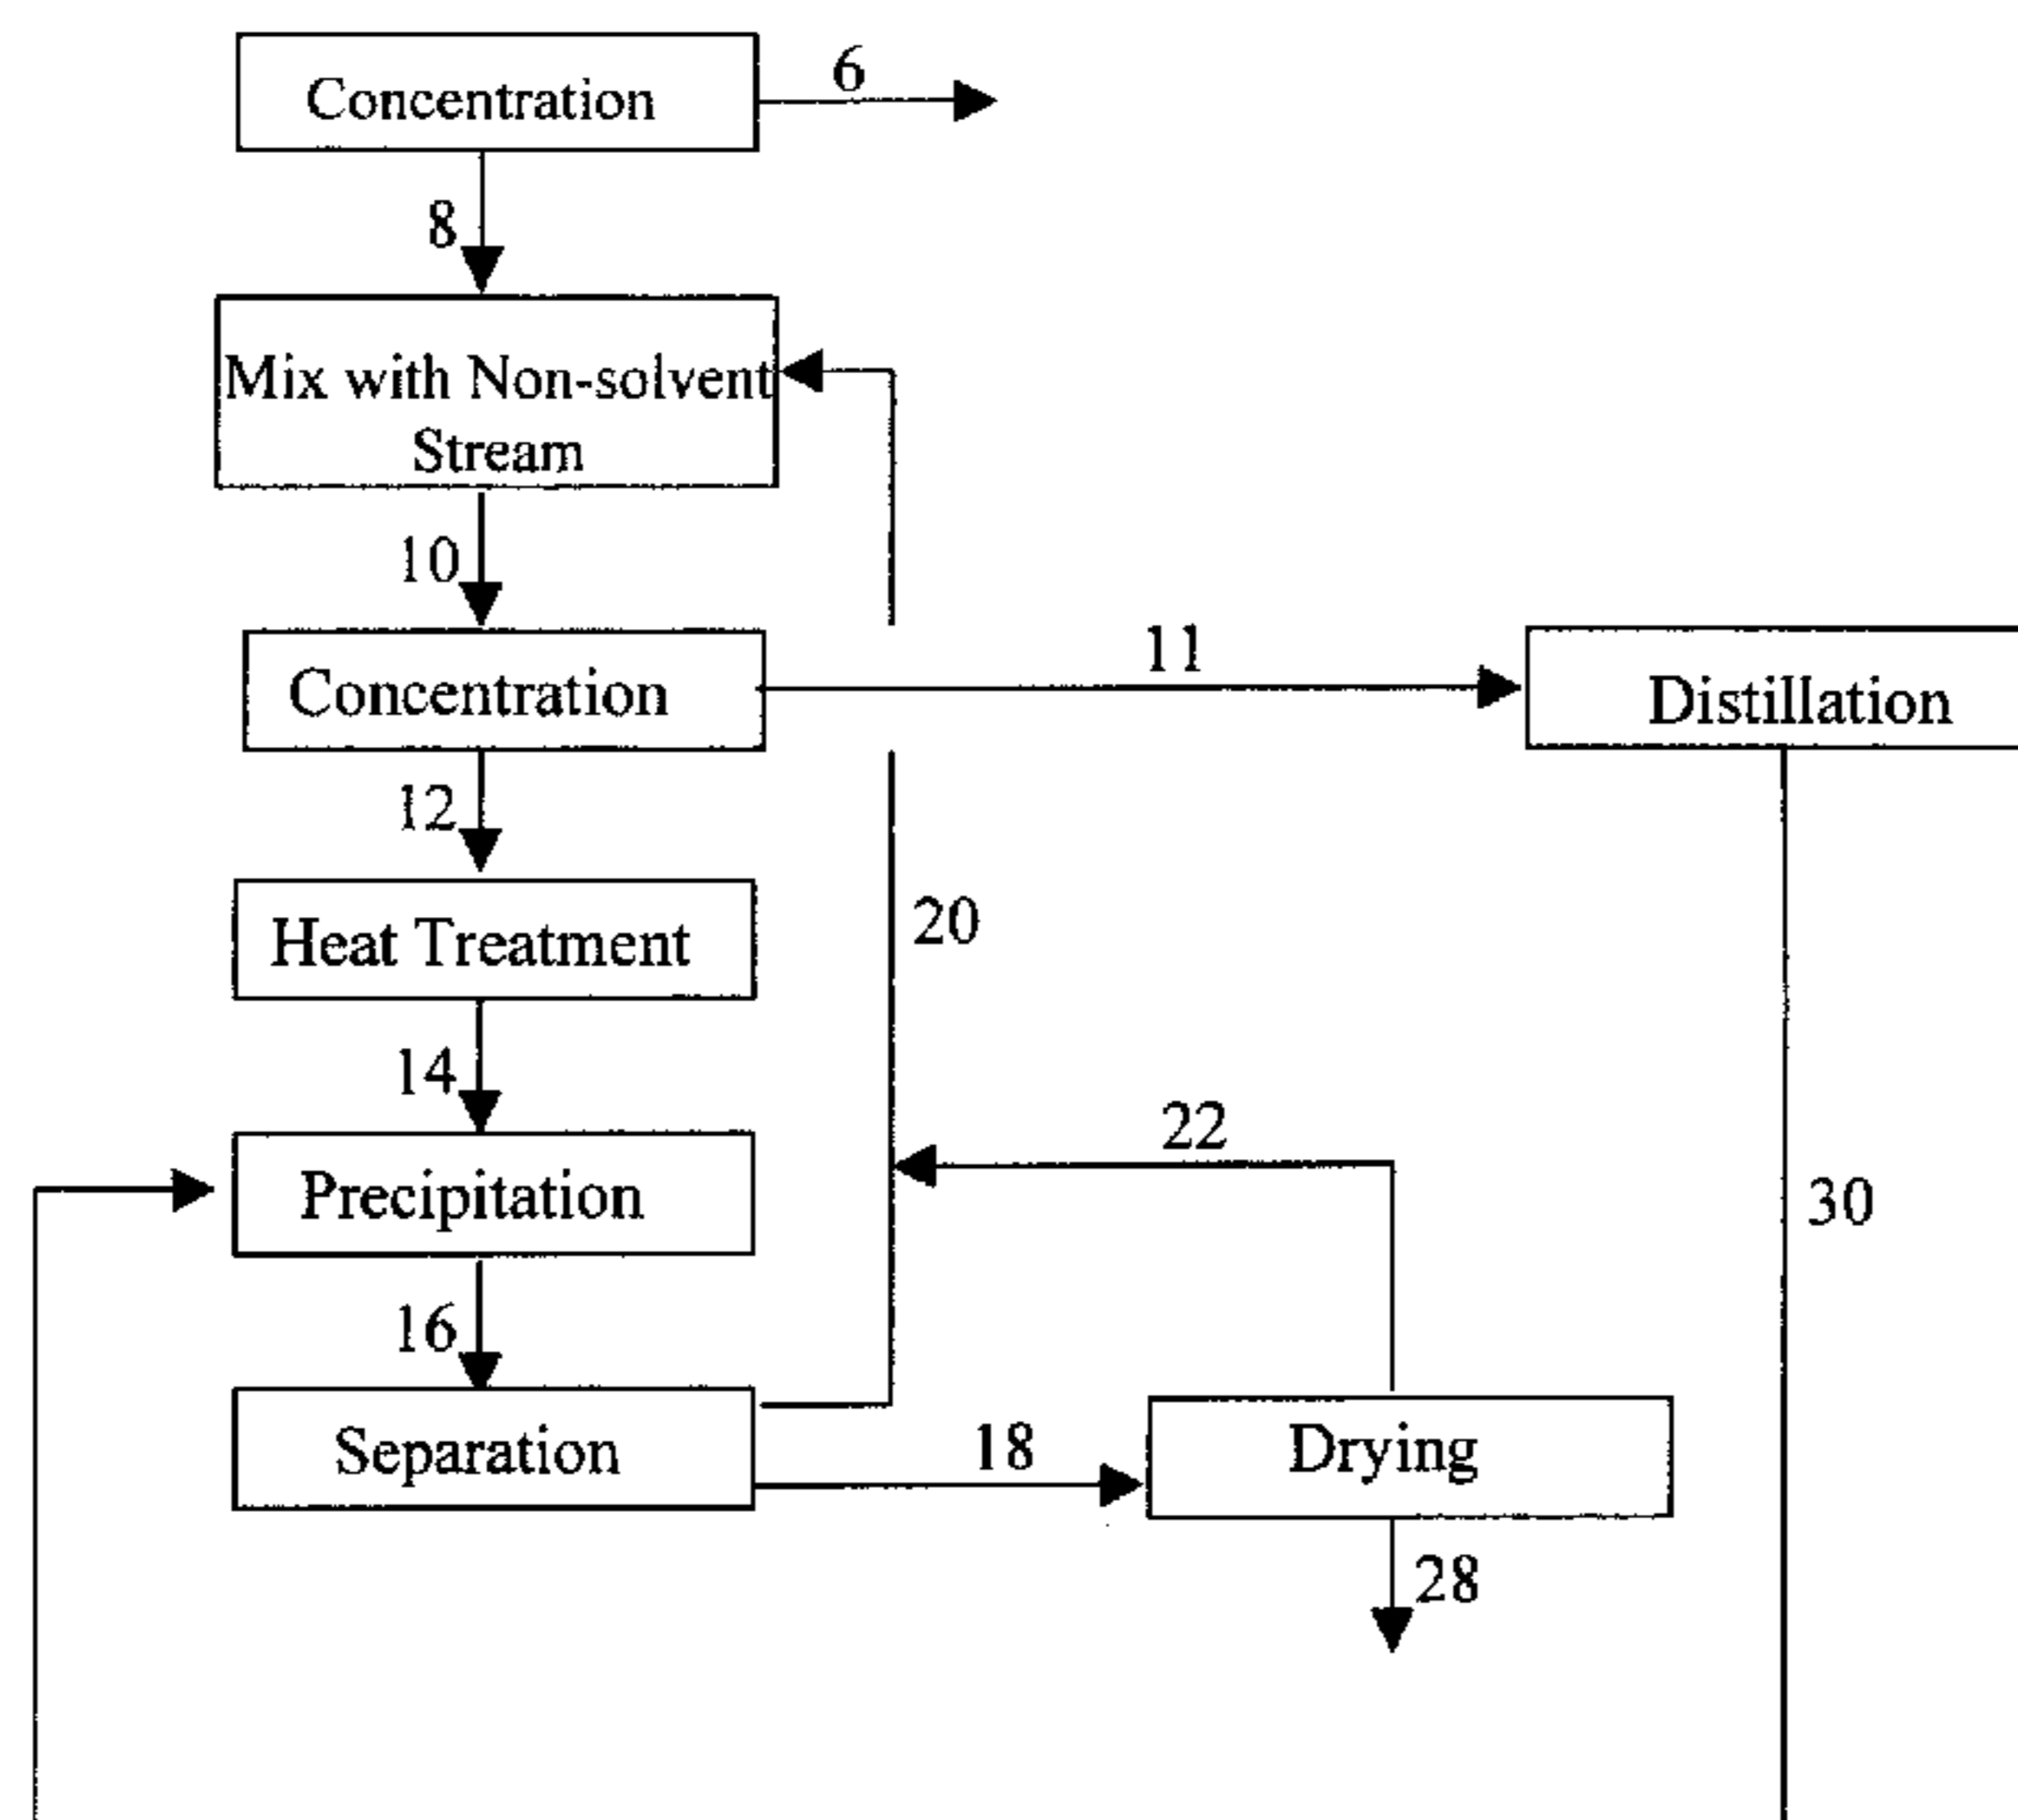 Concentration
6
8
Mix with Non-solvent
Stream
10
Concentration
11
Distillation
12
Heat Treatment
20
14
22
Precipitation
30
16
Separation
18
Drying
28